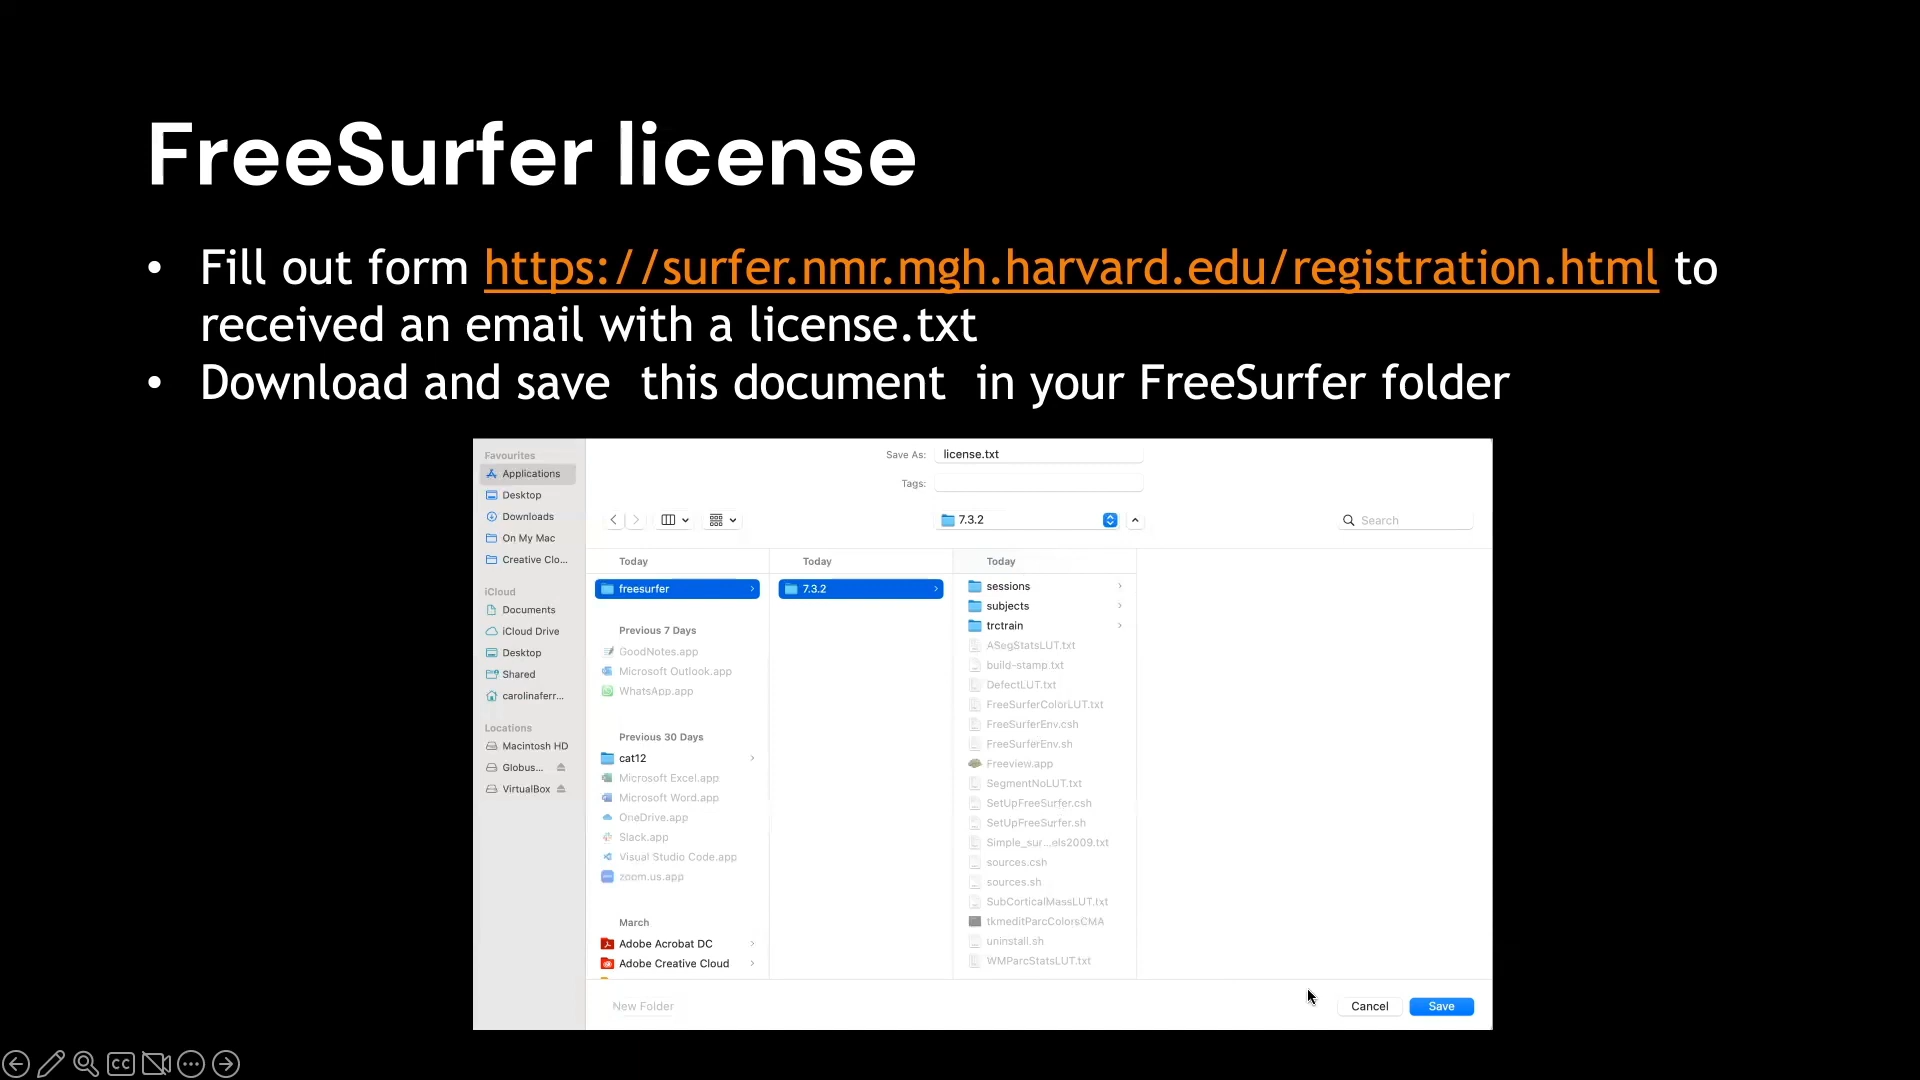 FreeSurfer license
• Fill out form https://surfer.nmr.mgh.harvard.edu/registration.html to
received an email with a license.txt
• Download and save  this document  in your FreeSurfer folder
Favourites
Applications
Desktop
Downloads
On My Mac
Creative Clo...
iCloud
Documents
iCloud Drive
Desktop
Shared
carolinaferr...
Locations
Macintosh HD
Globus...
VirtualBox
Save As: license.txt
Tags:
7.3.2
Search
Today
freesurfer
Previous 7 Days
GoodNotes.app
Microsoft Outlook.app
WhatsApp.app
Previous 30 Days
cat12
Microsoft Excel.app
Microsoft Word.app
OneDrive.app
Slack.app
Visual Studio Code.app
zoom.us.app
March
Adobe Acrobat DC
Adobe Creative Cloud
Today
7.3.2
Today
sessions
subjects
trctrain
ASegStatsLUT.txt
build-stamp.txt
DefectLUT.txt
FreeSurferColorLUT.txt
FreeSurferEnv.csh
FreeSurferEnv.sh
Freeview.app
SegmentNoLUT.txt
SetUpFreeSurfer.csh
SetUpFreeSurfer.sh
Simple_sur...els2009.txt
sources.csh
sources.sh
SubCorticalMassLUT.txt
tkmeditParcColorsCMA
uninstall.sh
WMParcStatsLUT.txt
New Folder
Cancel
Save
CC